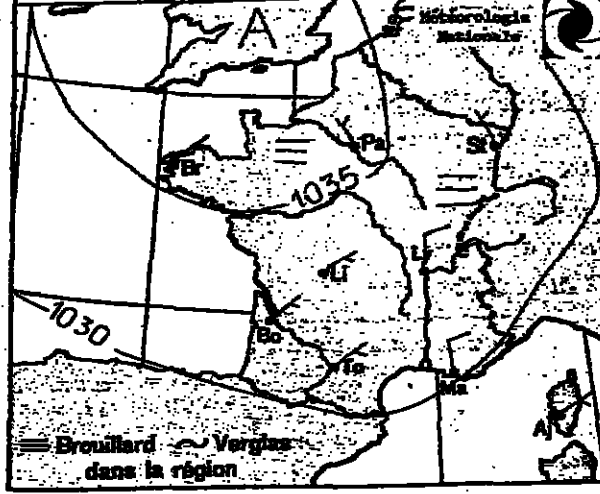 A
Météorologie
Nationale
Pa
St
Br
1035
Li
Ly
1030
Bo
To
Ma
Aj
Brouillard Verglas
dans la région